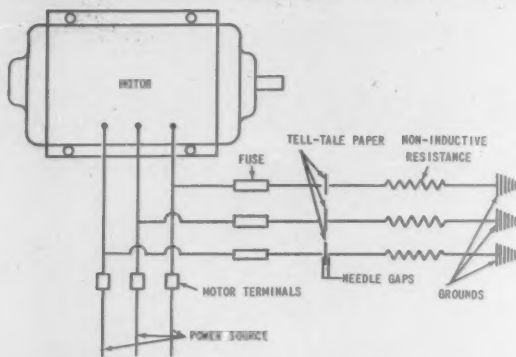 MOTOR
TELL-TALE PAPER
NON-INDUCTIVE
RESISTANCE
FUSE
NEEDLE GAPS
MOTOR TERMINALS
GROUNDS
POWER SOURCE